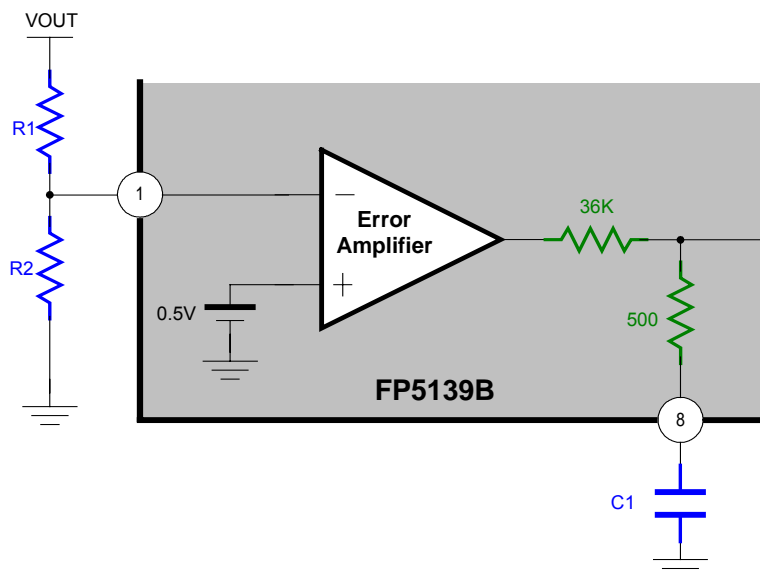 VOUT
R1
1
−
Error
Amplifier
36K
R2
+
0.5V
500
FP5139B
8
C1